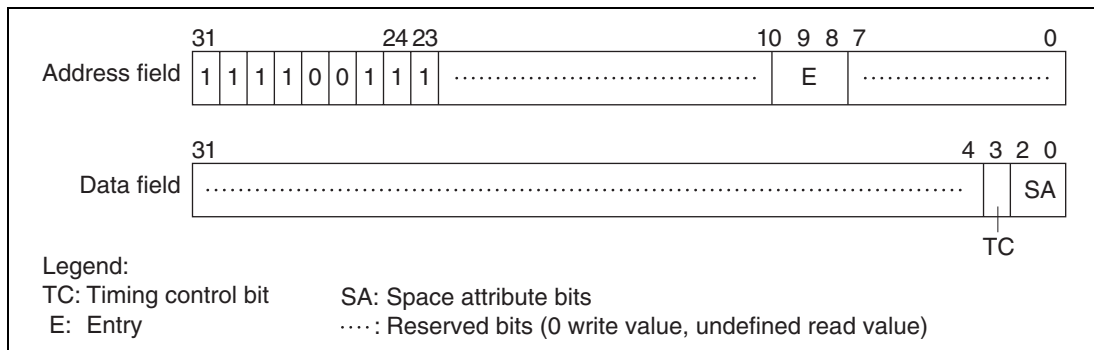 31 24 23 10 9 8 7 0
Address field 1 1 1 1 0 0 1 1 1 ⋯⋯⋯⋯ E ⋯⋯⋯⋯
31 4 3 2 0
Data field ⋯⋯⋯⋯ SA
TC
Legend:
TC: Timing control bit SA: Space attribute bits
E: Entry ····: Reserved bits (0 write value, undefined read value)